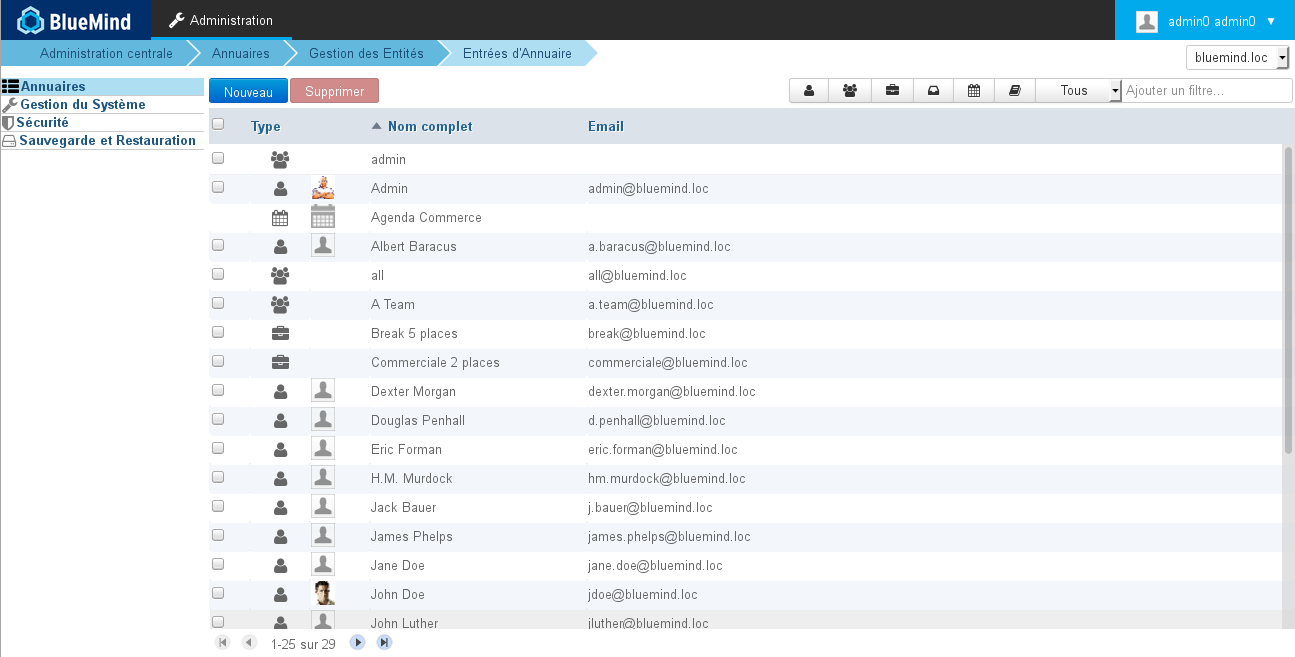 BlueMind Administration admin0 admin0 ▼
Administration centrale Annuaires Gestion des Entités Entrées d'Annuaire
bluemind.loc
Annuaires
Gestion du Système
Sécurité
Sauvegarde et Restauration
Nouveau Supprimer Tous Ajouter un filtre...
Type Nom complet Email
admin
Admin admin@bluemind.loc
Agenda Commerce
Albert Baracus a.baracus@bluemind.loc
all all@bluemind.loc
A Team a.team@bluemind.loc
Break 5 places break@bluemind.loc
Commerciale 2 places commerciale@bluemind.loc
Dexter Morgan dexter.morgan@bluemind.loc
Douglas Penhall d.penhall@bluemind.loc
Eric Forman eric.forman@bluemind.loc
H.M. Murdock hm.murdock@bluemind.loc
Jack Bauer j.bauer@bluemind.loc
James Phelps james.phelps@bluemind.loc
Jane Doe jane.doe@bluemind.loc
John Doe jdoe@bluemind.loc
John Luther jluther@bluemind.loc
1-25 sur 29